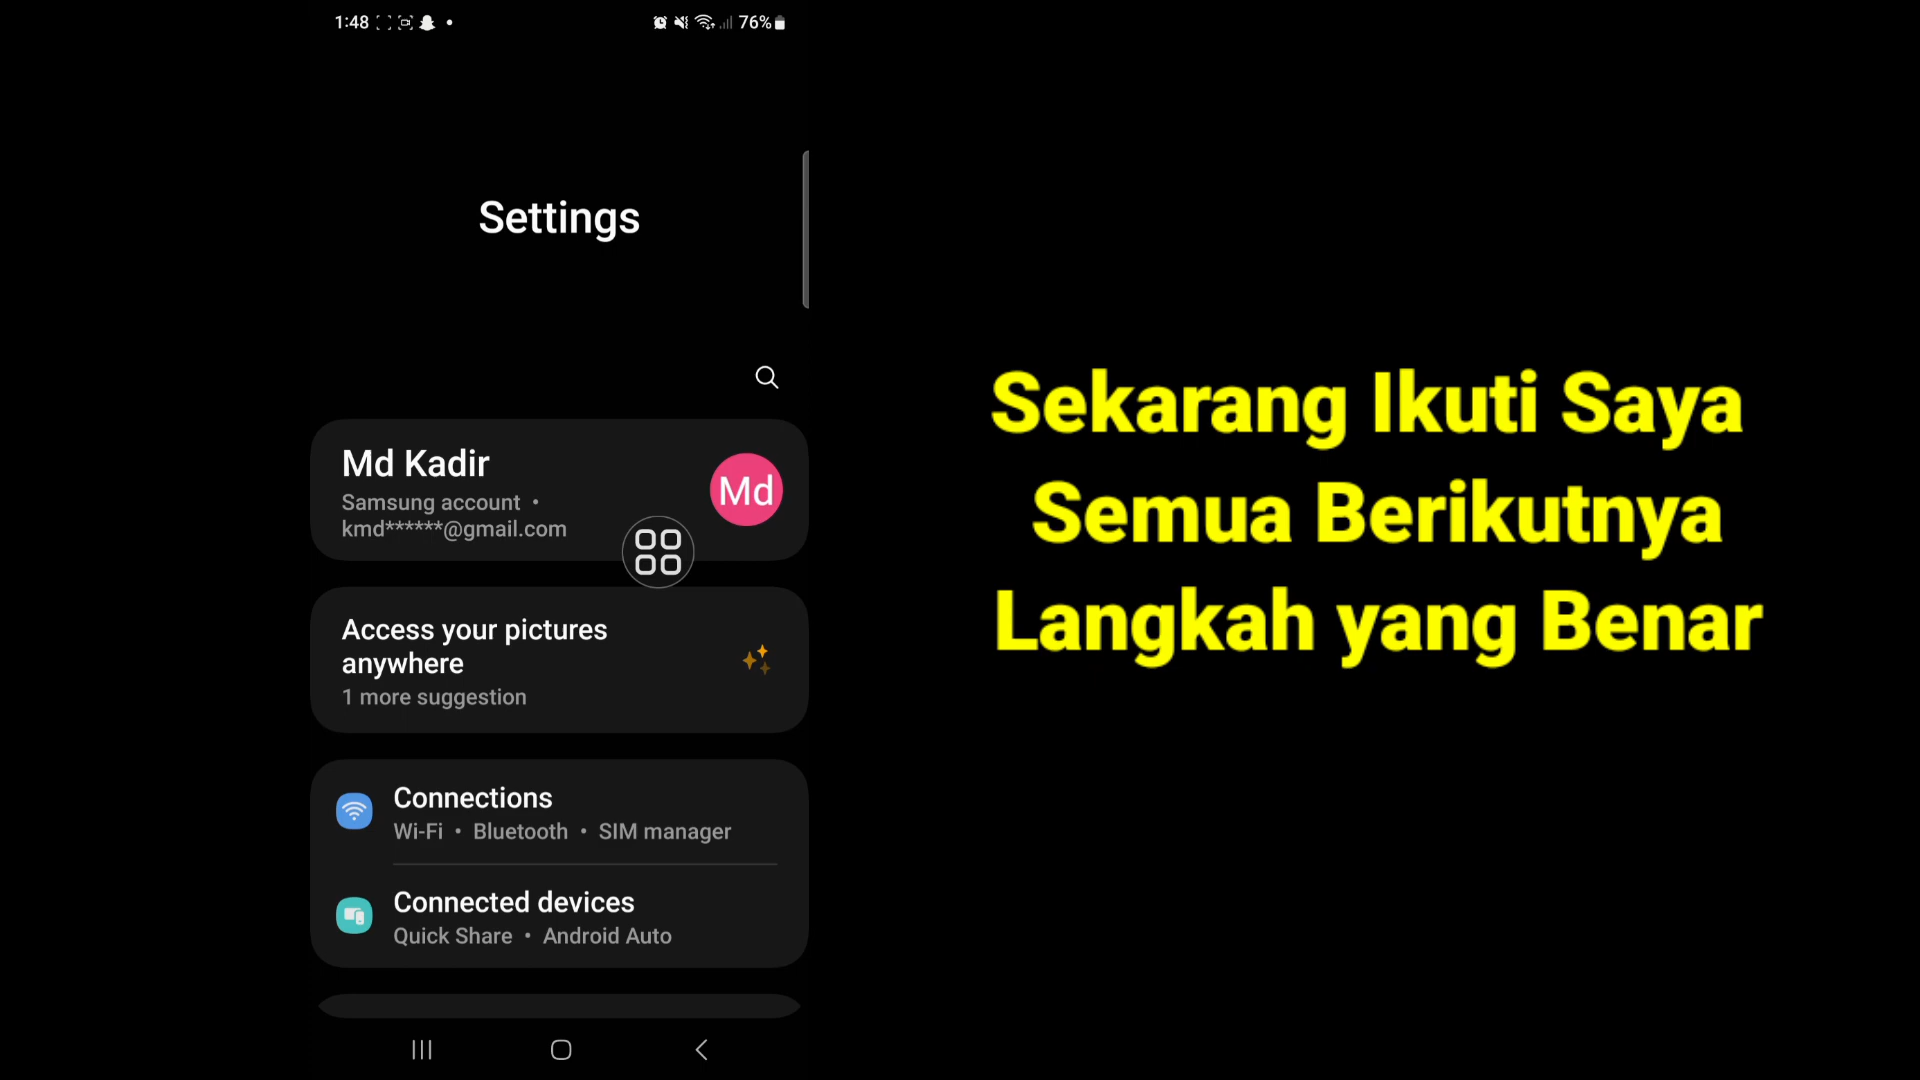 1:48
76%
Settings
Md Kadir
Md
Samsung account •
kmd******@gmail.com
Access your pictures
anywhere
1 more suggestion
Connections
Wi-Fi • Bluetooth • SIM manager
Connected devices
Quick Share • Android Auto
Sekarang Ikuti Saya
Semua Berikutnya
Langkah yang Benar